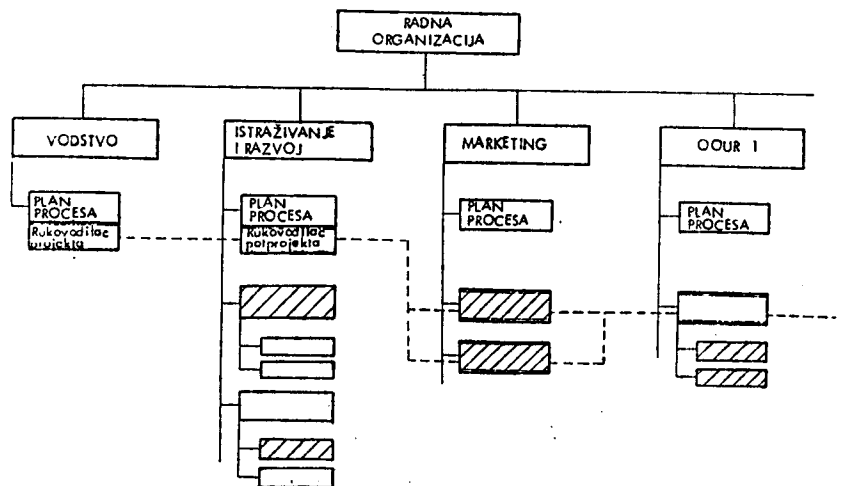 RADNA
ORGANIZACIJA
VODSTVO
ISTRAŽIVANJE
I RAZVOJ
MARKETING
OOUR 1
PLAN
PROCESA
Rukovodilac
projekta
PLAN
PROCESA
Rukovodilac
potprojekta
PLAN
PROCESA
PLAN
PROCESA